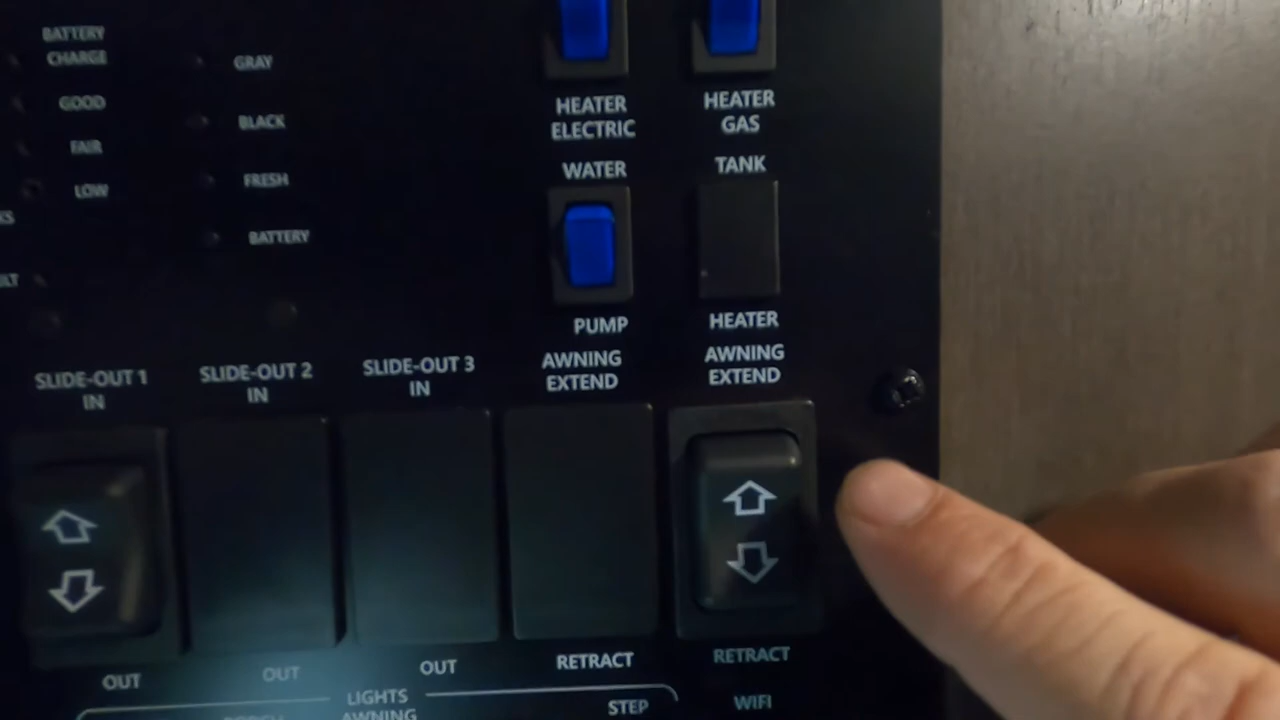 BATTERY
CHARGE
GOOD
FAIR
LOW
GRAY
BLACK
FRESH
BATTERY
HEATER
ELECTRIC
HEATER
GAS
WATER
PUMP
TANK
HEATER
SLIDE-OUT 1
IN
OUT
SLIDE-OUT 2
IN
OUT
SLIDE-OUT 3
IN
OUT
AWNING
EXTEND
RETRACT
AWNING
EXTEND
RETRACT
LIGHTS
AWNING
STEP
WIFI